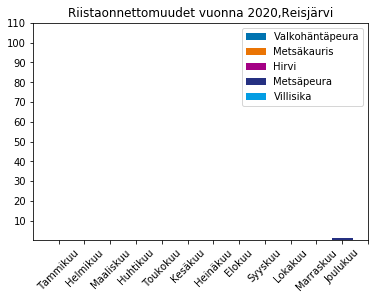 Riistaonnettomuudet vuonna 2020,Reisjärvi
110
100
90
80
70
60
50
40
30
20
10
Valkohäntäpeura
Metsäkauris
Hirvi
Metsäpeura
Villisika
Tammikuu
Helmikuu
Maaliskuu
Huhtikuu
Toukokuu
Kesäkuu
Heinäkuu
Elokuu
Syyskuu
Lokakuu
Marraskuu
Joulukuu